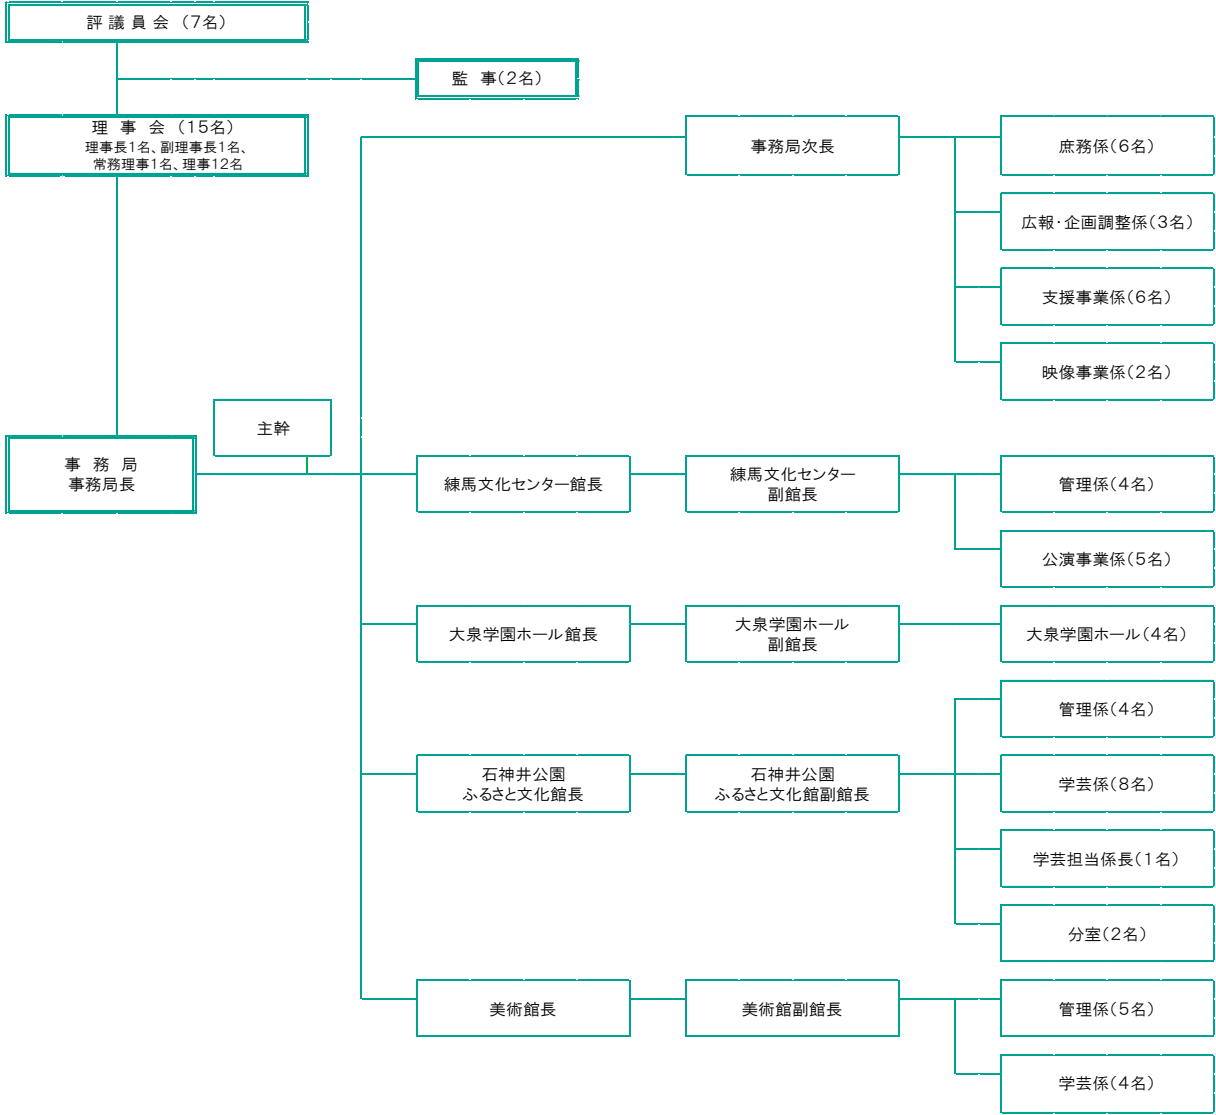 評 議 員 会 （7名）
監　事（2名）
理　事　会　（15名）
理事長1名、副理事長1名、
常務理事1名、理事12名
事務局次長
庶務係（6名）
広報・企画調整係（3名）
支援事業係（6名）
映像事業係（2名）
主幹
事　務　局
事務局長
練馬文化センター館長
練馬文化センター
副館長
管理係（4名）
公演事業係（5名）
大泉学園ホール館長
大泉学園ホール
副館長
大泉学園ホール（4名）
管理係（4名）
石神井公園
ふるさと文化館長
石神井公園
ふるさと文化館副館長
学芸係（8名）
学芸担当係長（1名）
分室（2名）
美術館長
美術館副館長
管理係（5名）
学芸係（4名）